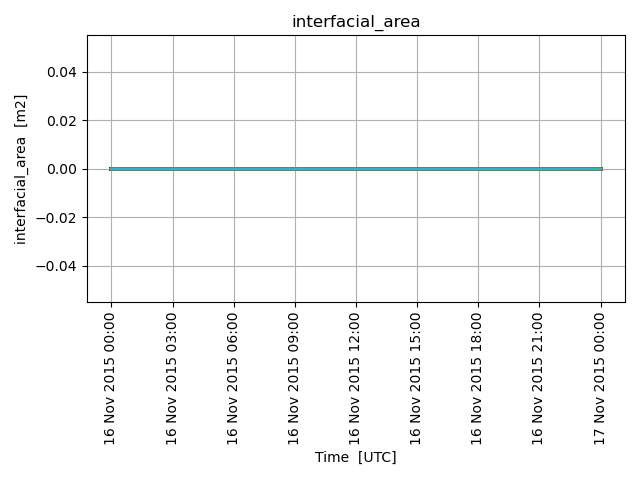 interfacial_area
interfacial_area  [m2]
0.04
0.02
0.00
−0.02
−0.04
16 Nov 2015 00:00
16 Nov 2015 03:00
16 Nov 2015 06:00
16 Nov 2015 09:00
16 Nov 2015 12:00
16 Nov 2015 15:00
16 Nov 2015 18:00
16 Nov 2015 21:00
17 Nov 2015 00:00
Time  [UTC]